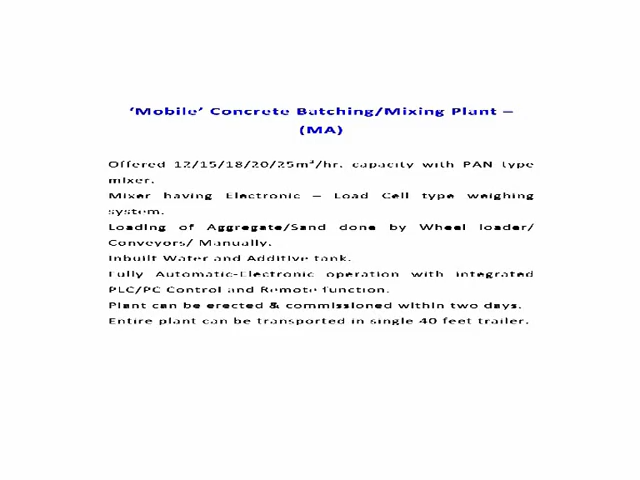 ‘Mobile’ Concrete Batching/Mixing Plant –
(MA)
Offered 12/15/18/20/25m³/hr. capacity with PAN type
mixer.
Mixer having Electronic – Load Cell type weighing
system.
Loading of Aggregate/Sand done by Wheel loader/
Conveyors/ Manually.
Inbuilt Water and Additive tank.
Fully Automatic-Electronic operation with integrated
PLC/PC Control and Remote function.
Plant can be erected & commissioned within two days.
Entire plant can be transported in single 40 feet trailer.